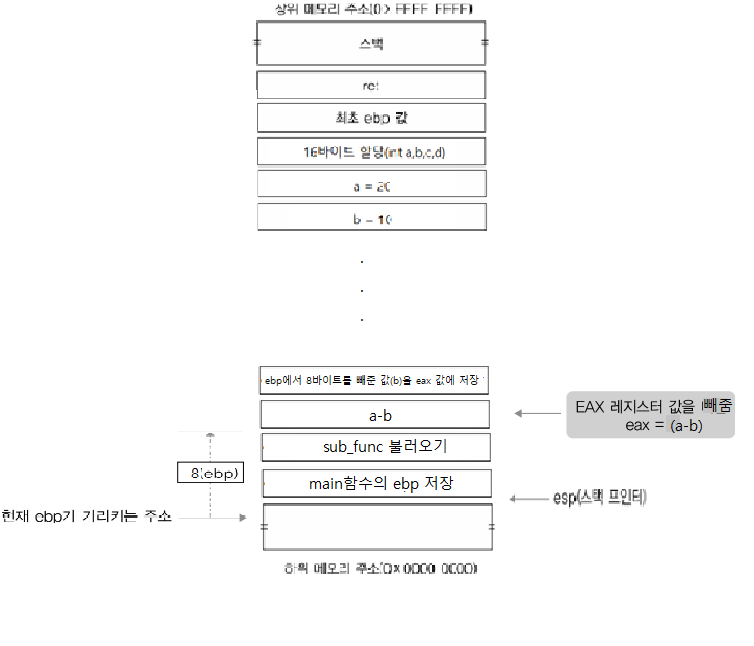 상위 메모리 주소(0x FFFF FFFF)
스택
ret
최초 ebp 값
16바이트 할당(int a,b,c,d)
a = 20
b = 10
ebp에서 8바이트를 빼준 값(b)을 eax 값에 저장
a-b
EAX 레지스터 값을 빼줌
eax = (a-b)
sub_func 불러오기
8(ebp)
main함수의 ebp 저장
esp(스택 포인터)
현재 ebp가 가리키는 주소
하위 메모리 주소(0x 0000 0000)